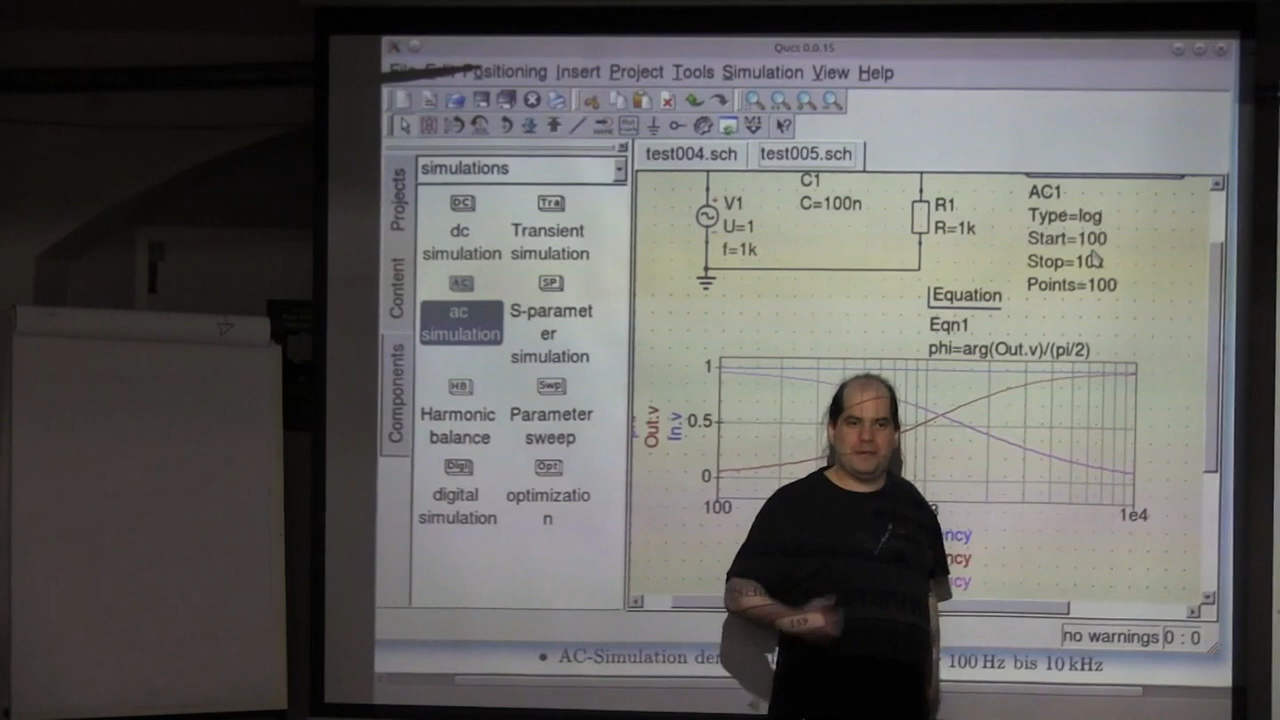 Qucs 0.0.15
File Edit Positioning Insert Project Tools Simulation View Help
test004.sch test005.sch
Projects
Content
Components
simulations
DC
dc
simulation
Tra
Transient
simulation
AC
ac
simulation
SP
S-paramet
er
simulation
HB
Harmonic
balance
Swp
Parameter
sweep
Digi
digital
simulation
Opt
optimizatio
n
V1
U=1
f=1k
C1
C=100n
R1
R=1k
AC1
Type=log
Start=100
Points=100
Equation
Eqn1
phi=arg(Out.v)/(pi/2)
Out.v
In.v
1
0.5
0
100
1e4
no warnings 0 : 0
• AC-Simulation 100 Hz bis 10 kHz